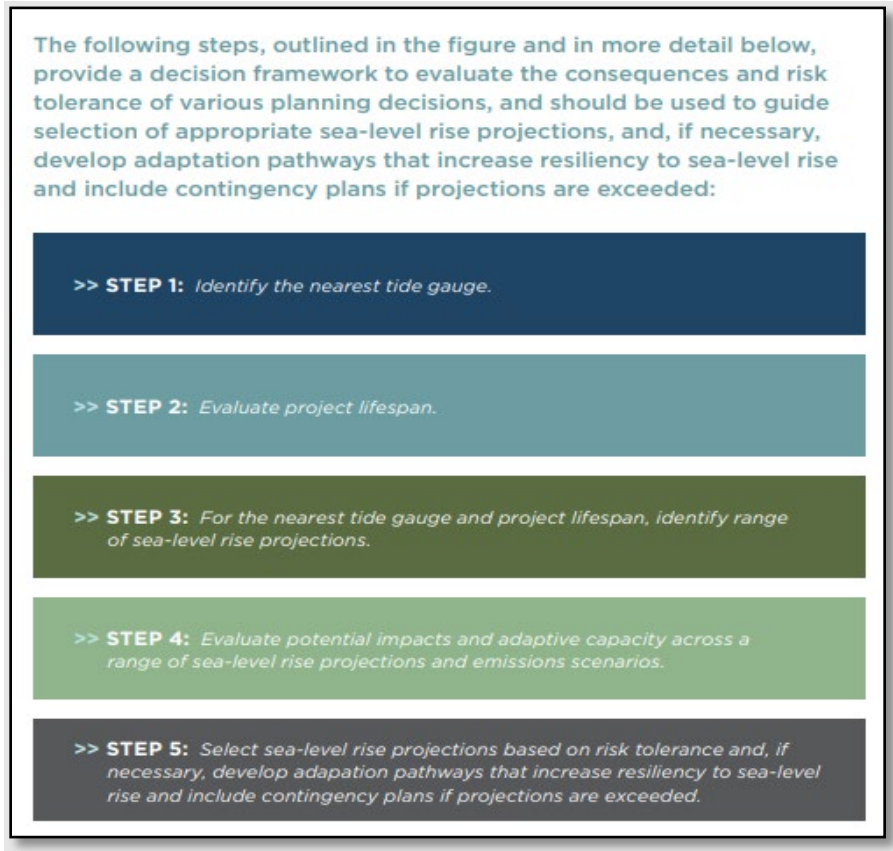 The following steps, outlined in the figure and in more detail below,
provide a decision framework to evaluate the consequences and risk
tolerance of various planning decisions, and should be used to guide
selection of appropriate sea-level rise projections, and, if necessary,
develop adaptation pathways that increase resiliency to sea-level rise
and include contingency plans if projections are exceeded:
>> STEP 1: Identify the nearest tide gauge.
>> STEP 2: Evaluate project lifespan.
>> STEP 3: For the nearest tide gauge and project lifespan, identify range
of sea-level rise projections.
>> STEP 4: Evaluate potential impacts and adaptive capacity across a
range of sea-level rise projections and emissions scenarios.
>> STEP 5: Select sea-level rise projections based on risk tolerance and, if
necessary, develop adapation pathways that increase resiliency to sea-level
rise and include contingency plans if projections are exceeded.